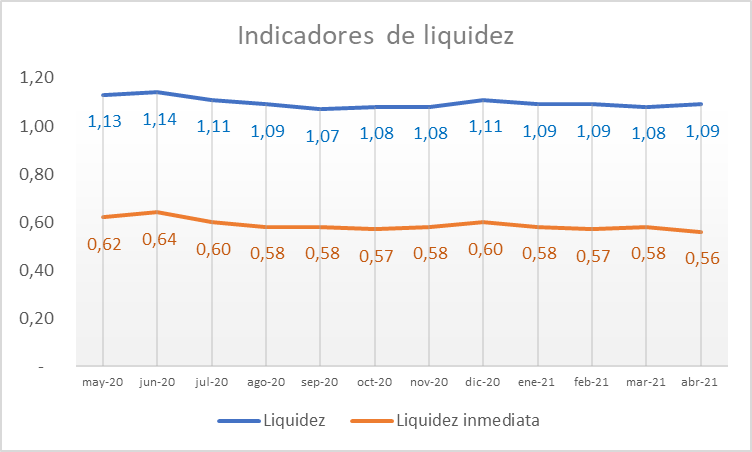 Indicadores de liquidez
1,20
1,00
0,80
0,60
0,40
0,20
-
1,13 1,14 1,11 1,09 1,07 1,08 1,08 1,11 1,09 1,09 1,08 1,09
0,62 0,64 0,60 0,58 0,58 0,57 0,58 0,60 0,58 0,57 0,58 0,56
may-20 jun-20 jul-20 ago-20 sep-20 oct-20 nov-20 dic-20 ene-21 feb-21 mar-21 abr-21
Liquidez Liquidez inmediata